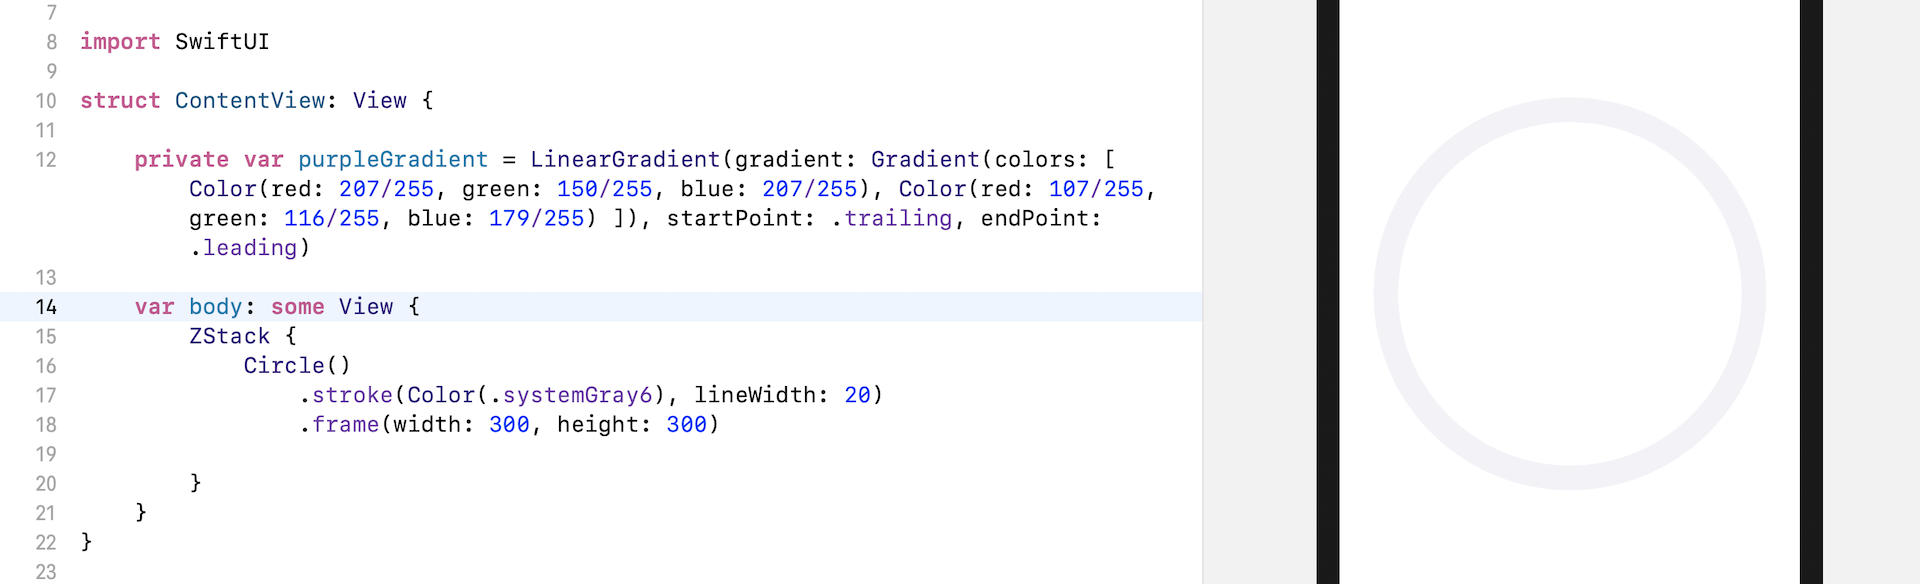 7
8 import SwiftUI
9
10 struct ContentView: View {
11
12 private var purpleGradient = LinearGradient(gradient: Gradient(colors: [
Color(red: 207/255, green: 150/255, blue: 207/255), Color(red: 107/255,
green: 116/255, blue: 179/255) ]), startPoint: .trailing, endPoint:
.leading)
13
14 var body: some View {
15 ZStack {
16 Circle()
17 .stroke(Color(.systemGray6), lineWidth: 20)
18 .frame(width: 300, height: 300)
19
20 }
21 }
22 }
23